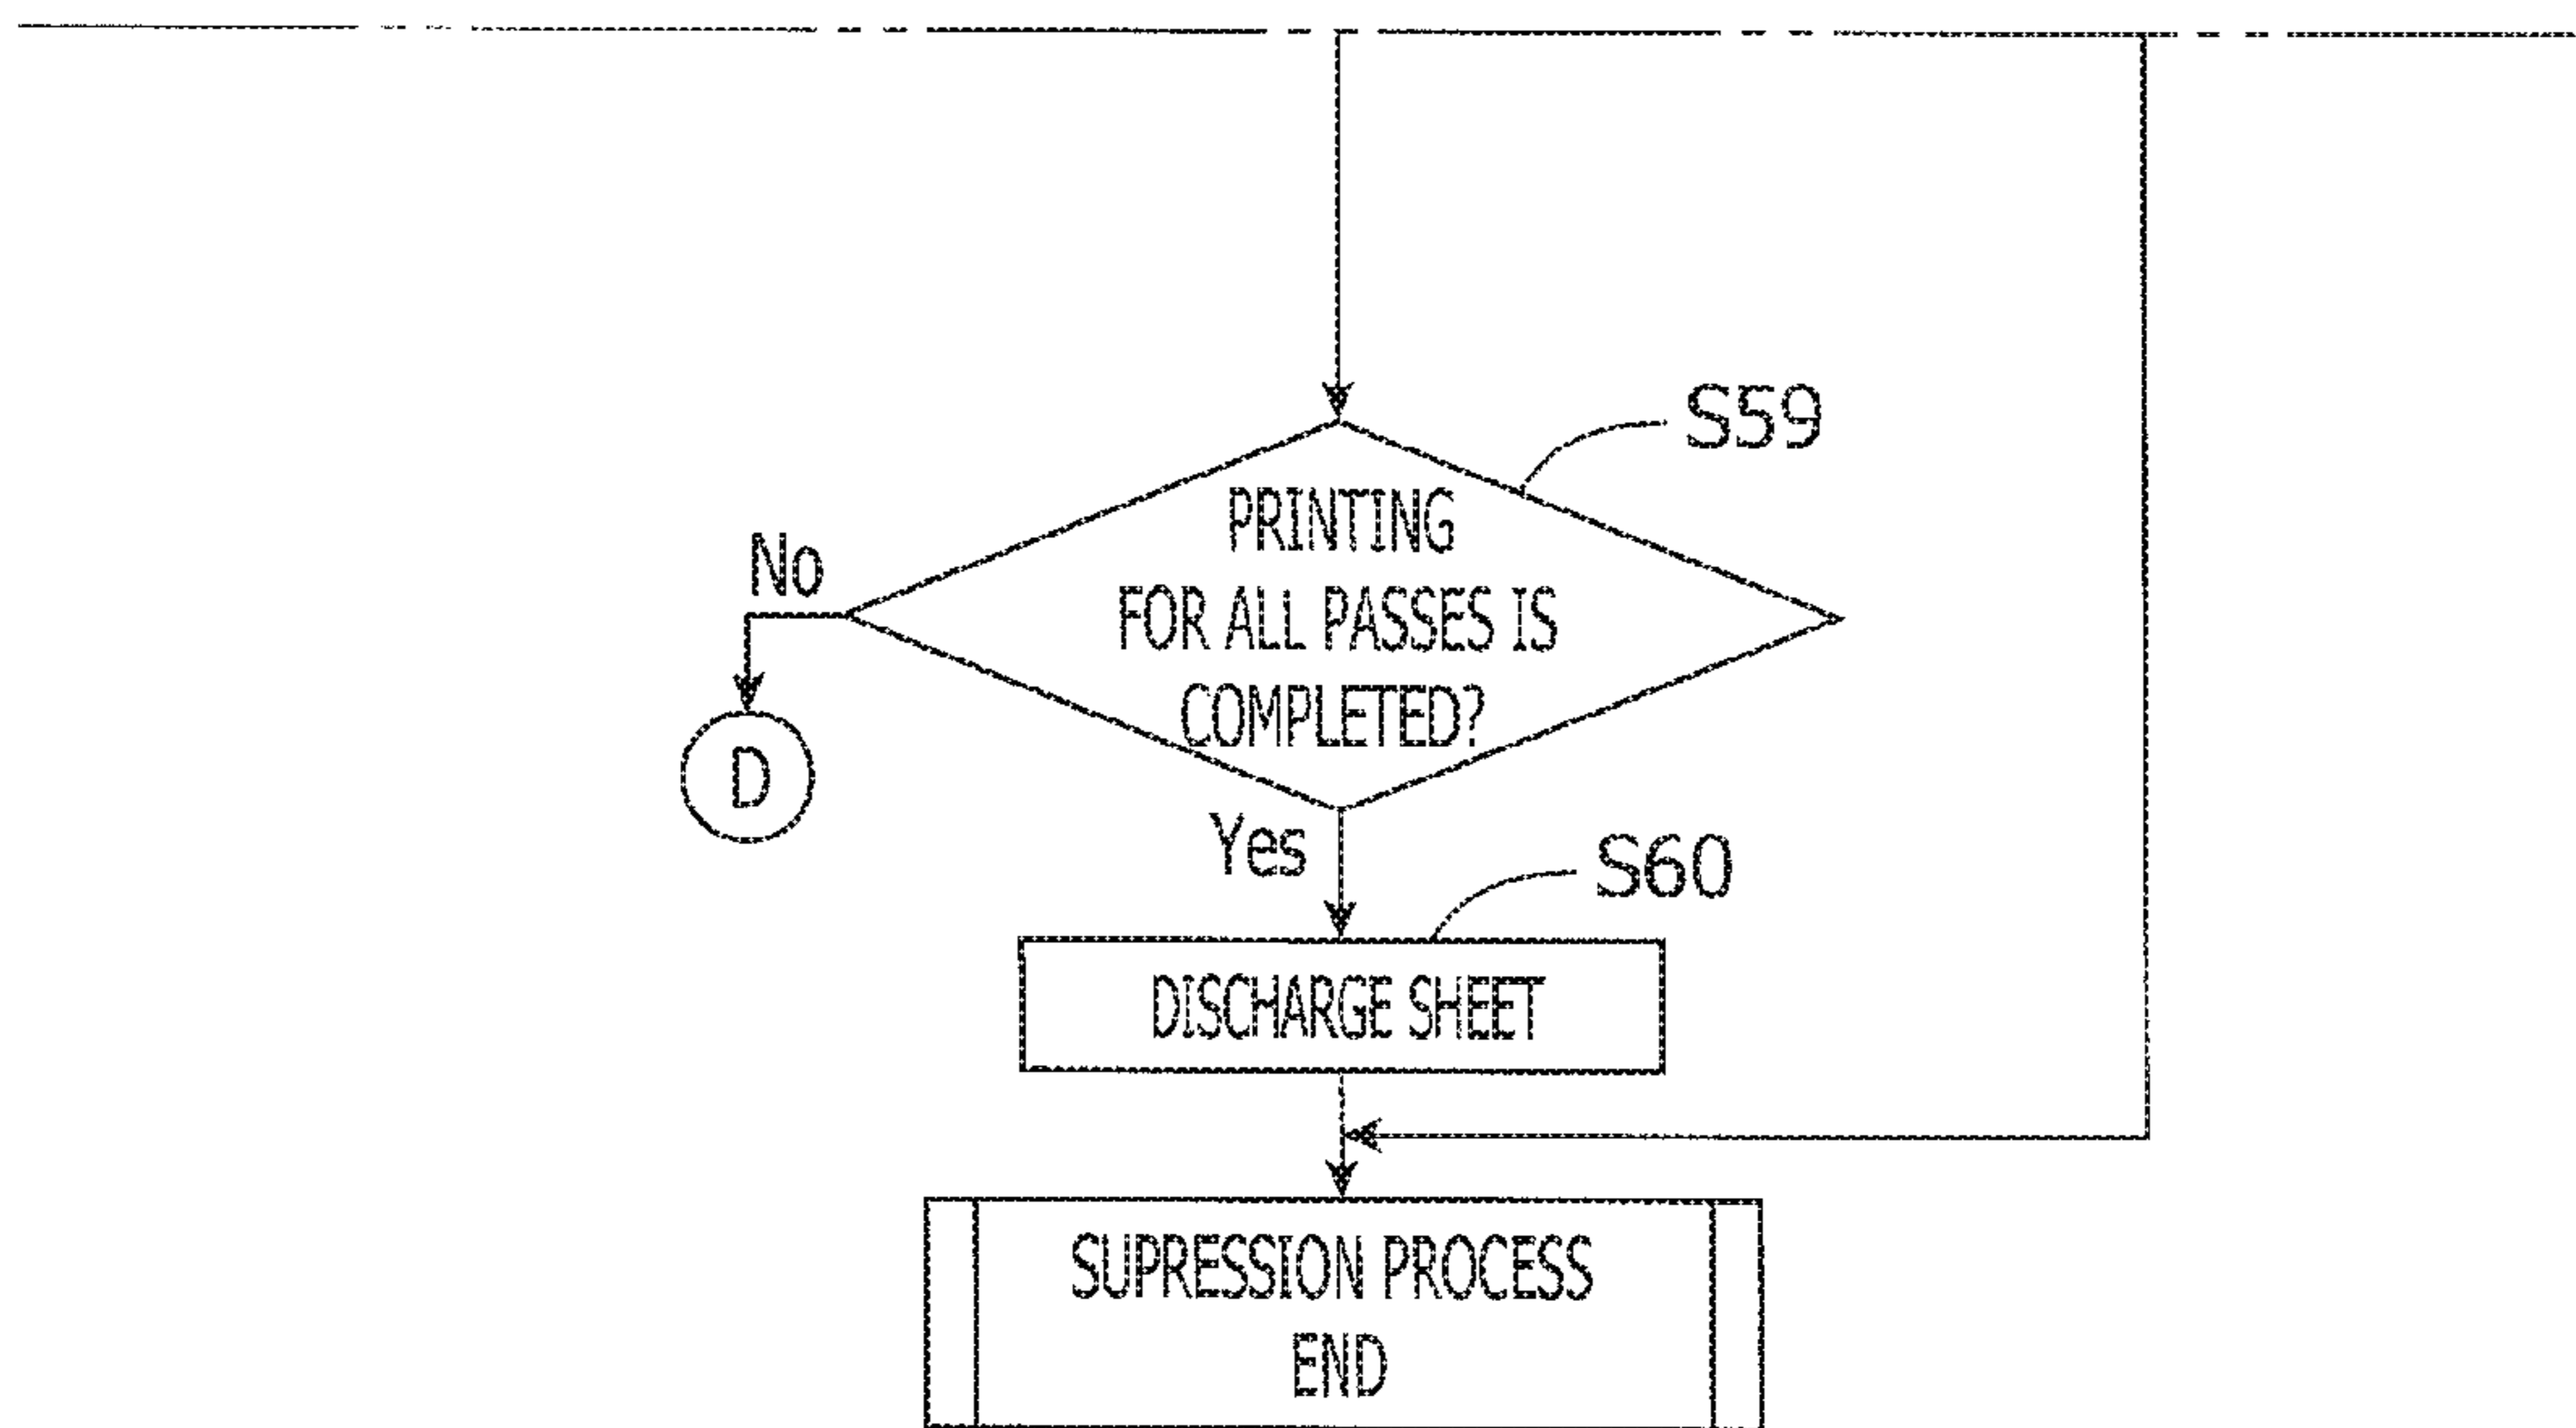 S59
PRINTING
FOR ALL PASSES IS
COMPLETED?
No
D
Yes
S60
DISCHARGE SHEET
SUPRESSION PROCESS
END